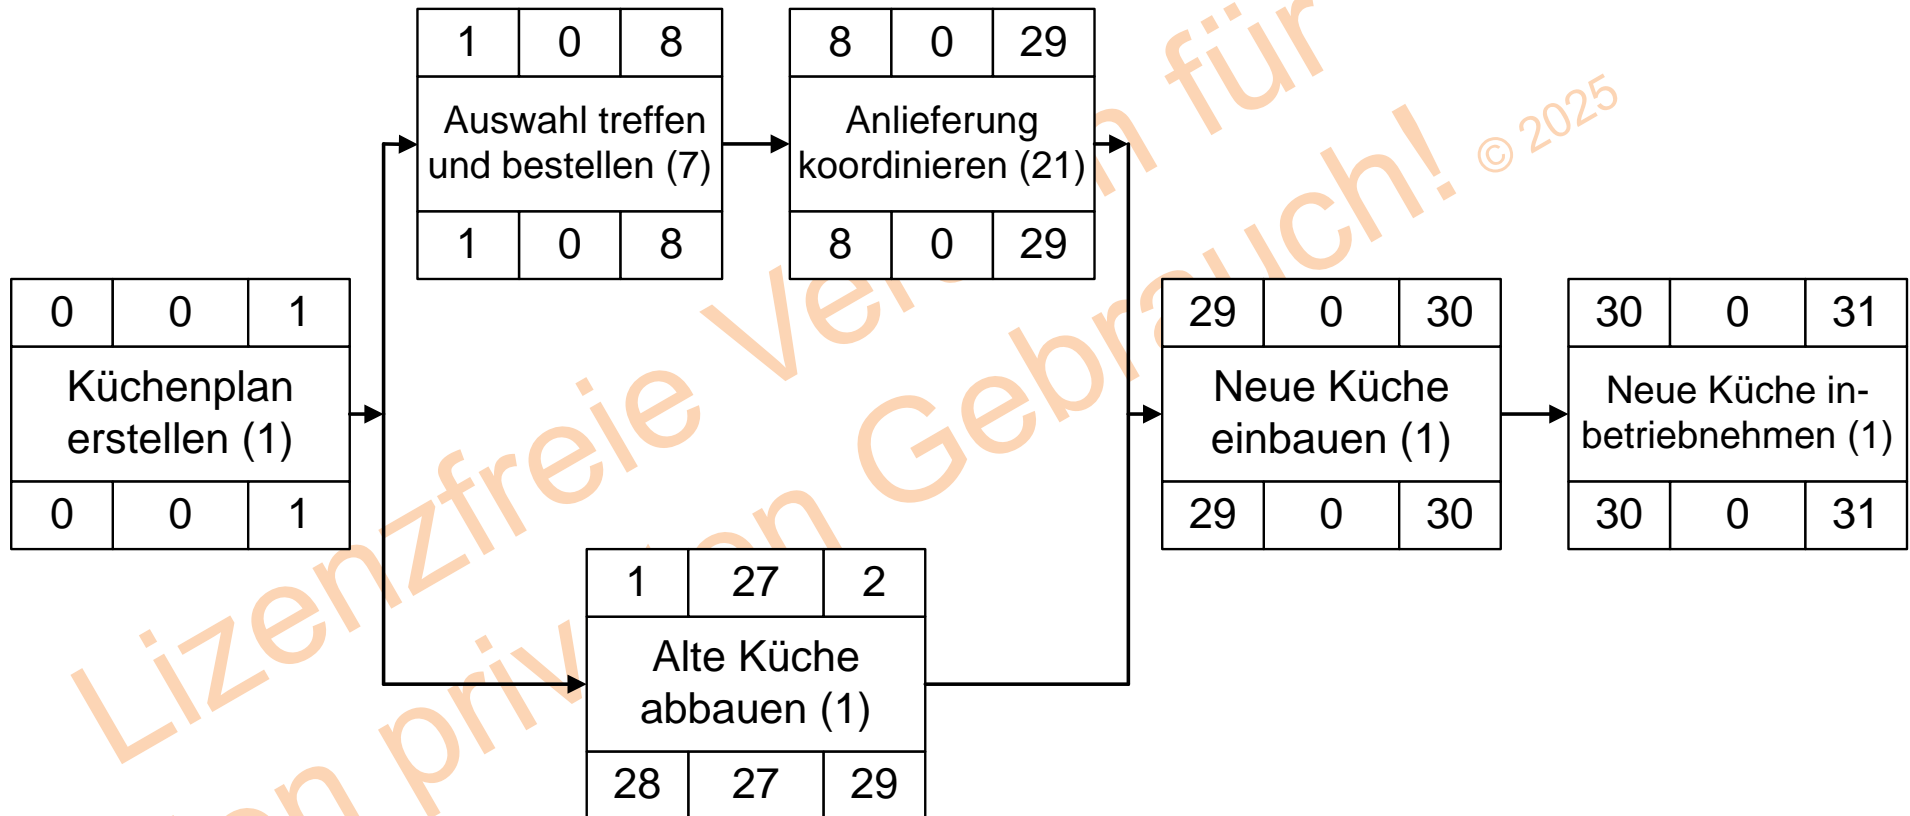 1 0 8
Auswahl treffen
und bestellen (7)
1 0 8
8 0 29
Anlieferung
koordinieren (21)
8 0 29
0 0 1
Küchenplan
erstellen (1)
0 0 1
29 0 30
Neue Küche
einbauen (1)
29 0 30
30 0 31
Neue Küche in-
betriebnehmen (1)
30 0 31
1 27 2
Alte Küche
abbauen (1)
28 27 29
Lizenzfreie für
Gebrauch! © 2025